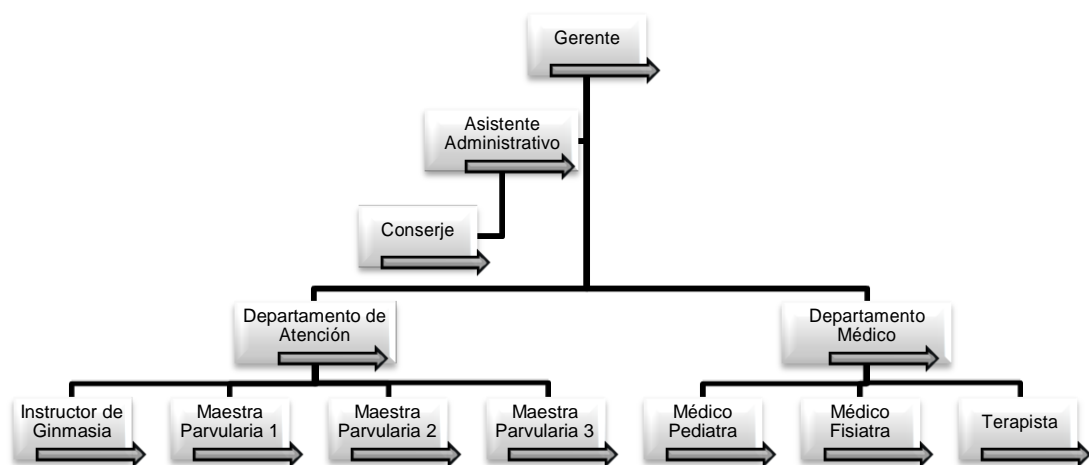 Gerente
Asistente
Administrativo
Conserje
Departamento de
Atención
Departamento
Médico
Instructor de
Ginmasia
Maestra
Parvularia 1
Maestra
Parvularia 2
Maestra
Parvularia 3
Médico
Pediatra
Médico
Fisiatra
Terapista